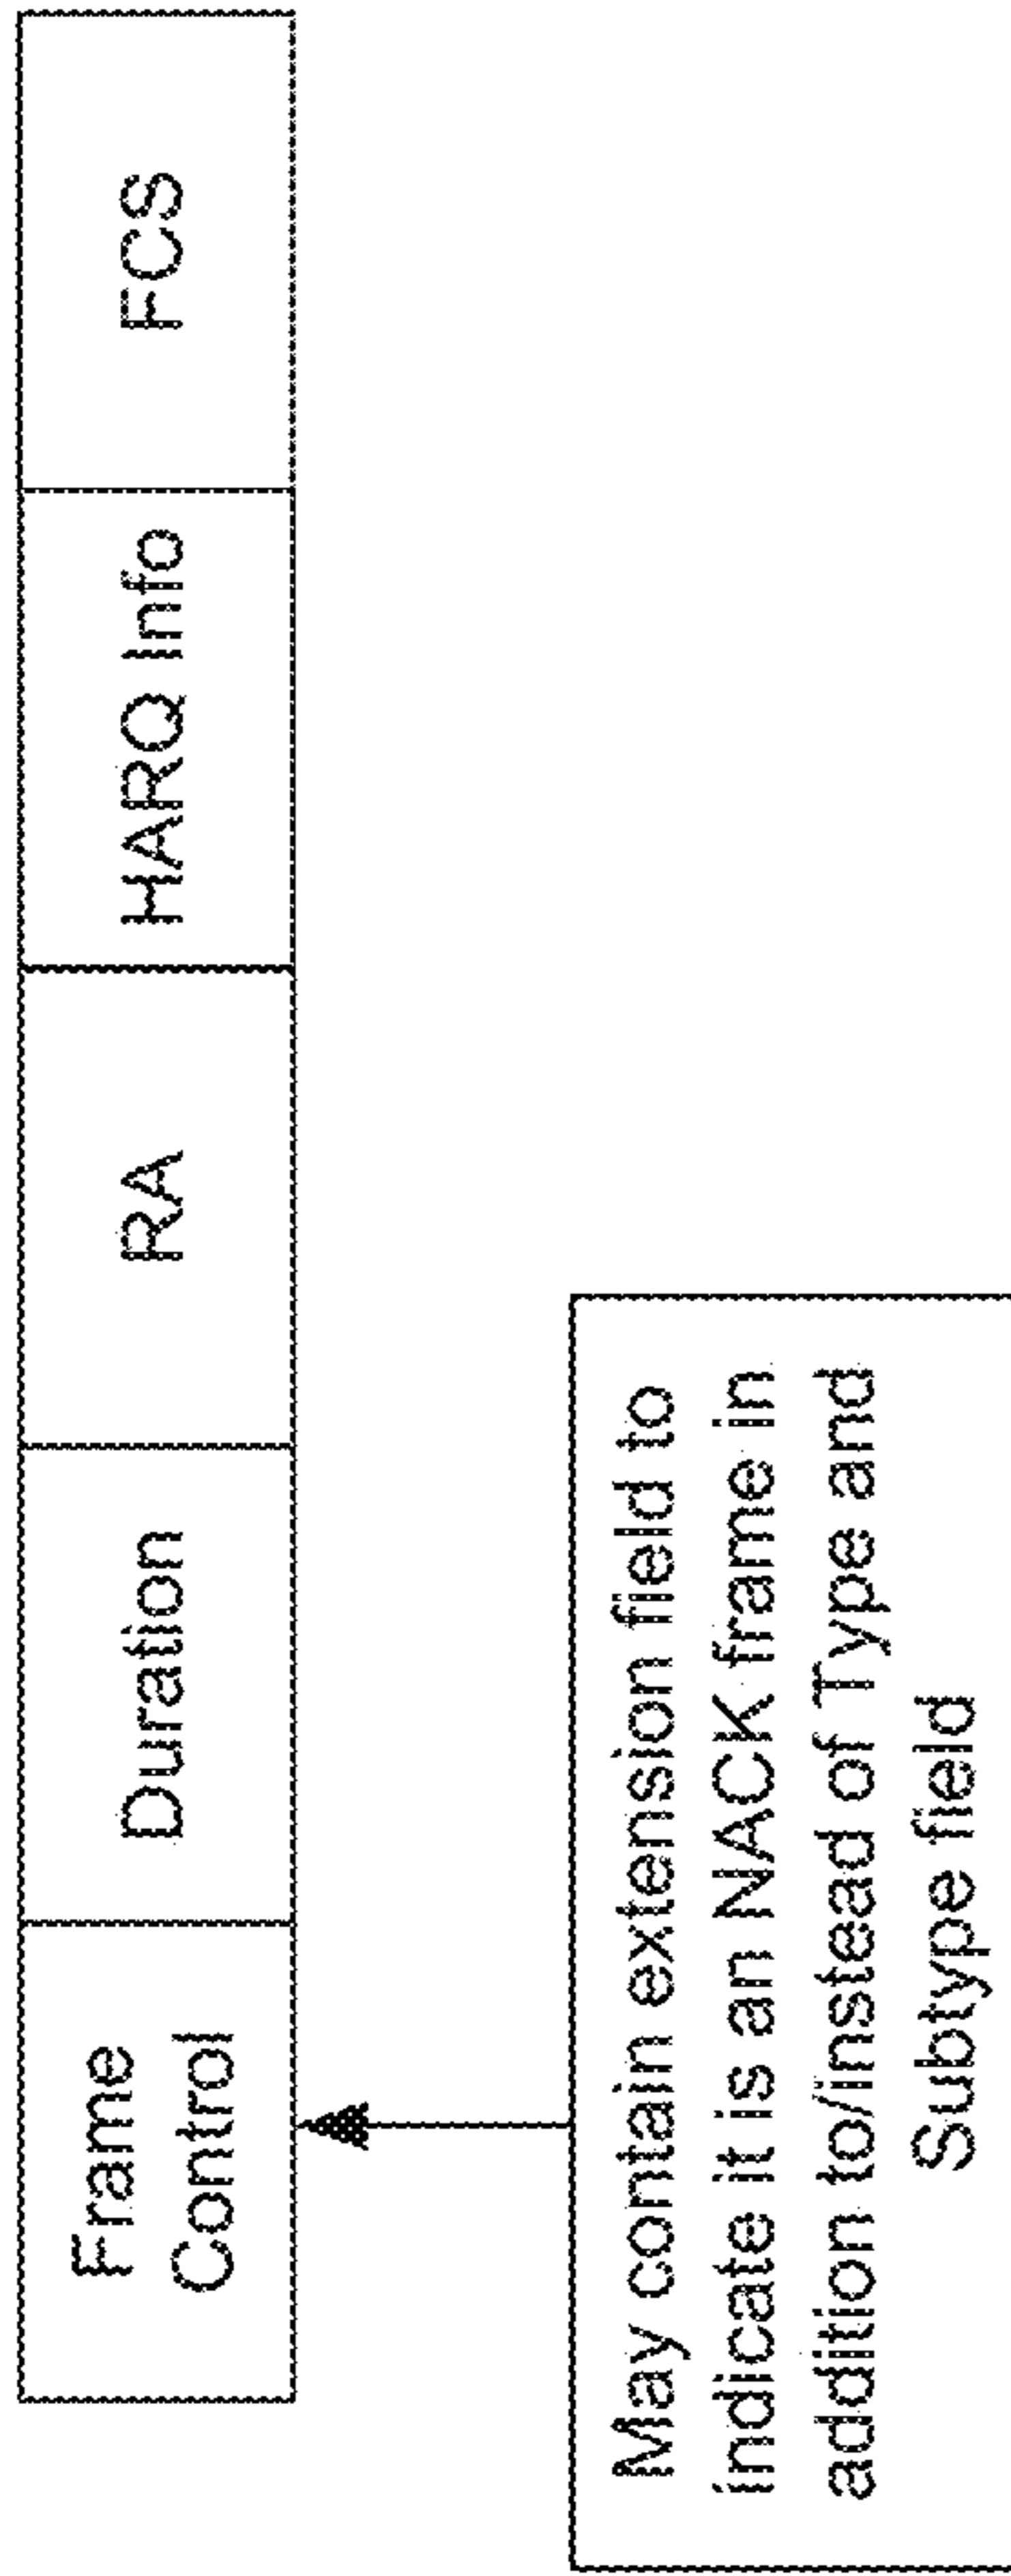 Frame
Control
Duration
RA
HARQ Info
FCS
May contain extension field to
indicate it is an NACK frame in
addition to/instead of Type and
Subtype field